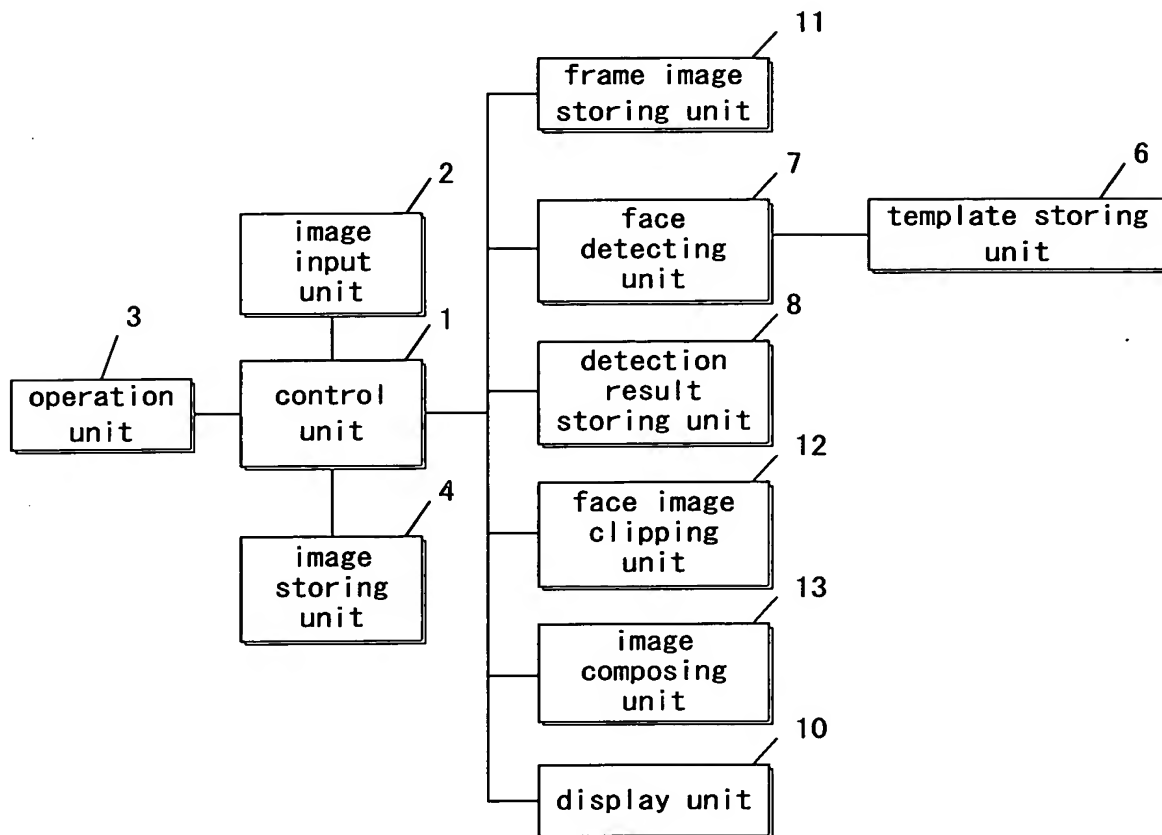 11
frame image
storing unit
2
image
input
unit
7
face
detecting
unit
6
template storing
unit
3
operation
unit
1
control
unit
8
detection
result
storing unit
4
image
storing
unit
12
face image
clipping
unit
13
image
composing
unit
10
display unit